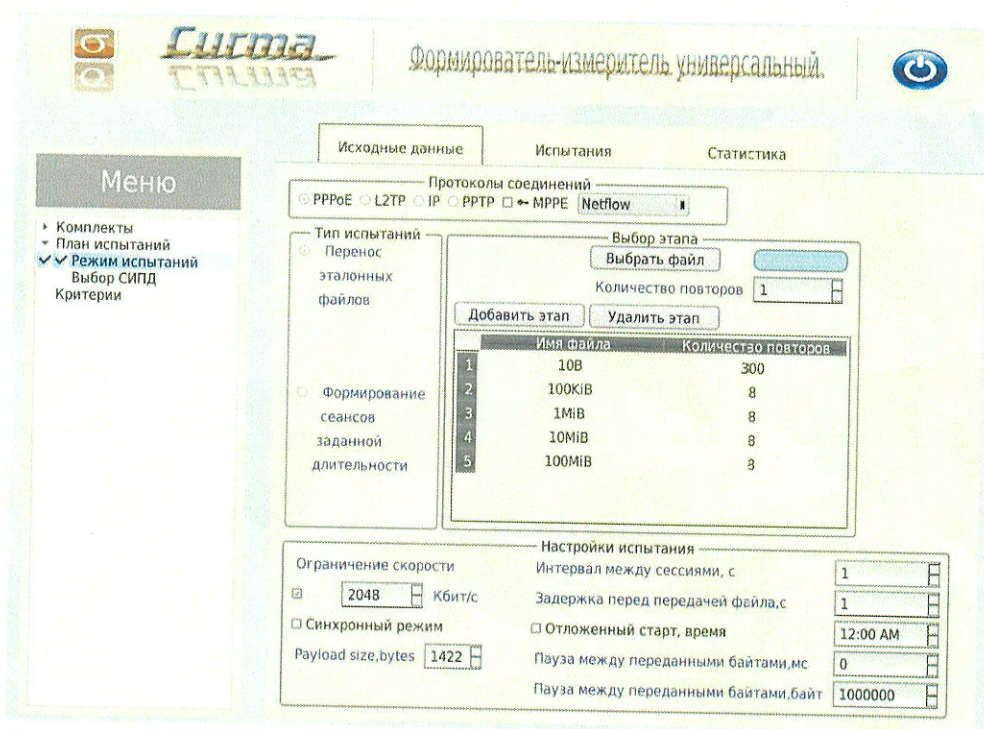 Сигма
Формирователь-измеритель универсальный.
Исходные данные
Испытания
Статистика
Меню
Комплекты
План испытаний
Режим испытаний
Выбор СИПД
Критерии
Протоколы соединений
PPPoE L2TP IP PPTP MPPE Netflow
Тип испытаний
Перенос
эталонных
файлов
Формирование
сеансов
заданной
длительности
Выбор этапа
Выбрать файл
Количество повторов 1
Добавить этап Удалить этап
Имя файла Количество повторов
1 10B 300
2 100KiB 8
3 1MiB 8
4 10MiB 8
5 100MiB 8
Настройки испытания
Ограничение скорости
2048 Кбит/с
Синхронный режим
Payload size,bytes 1422
Интервал между сессиями, с 1
Задержка перед передачей файла,с 1
Отложенный старт, время 12:00 AM
Пауза между переданными байтами,мс 0
Пауза между переданными байтами,байт 1000000